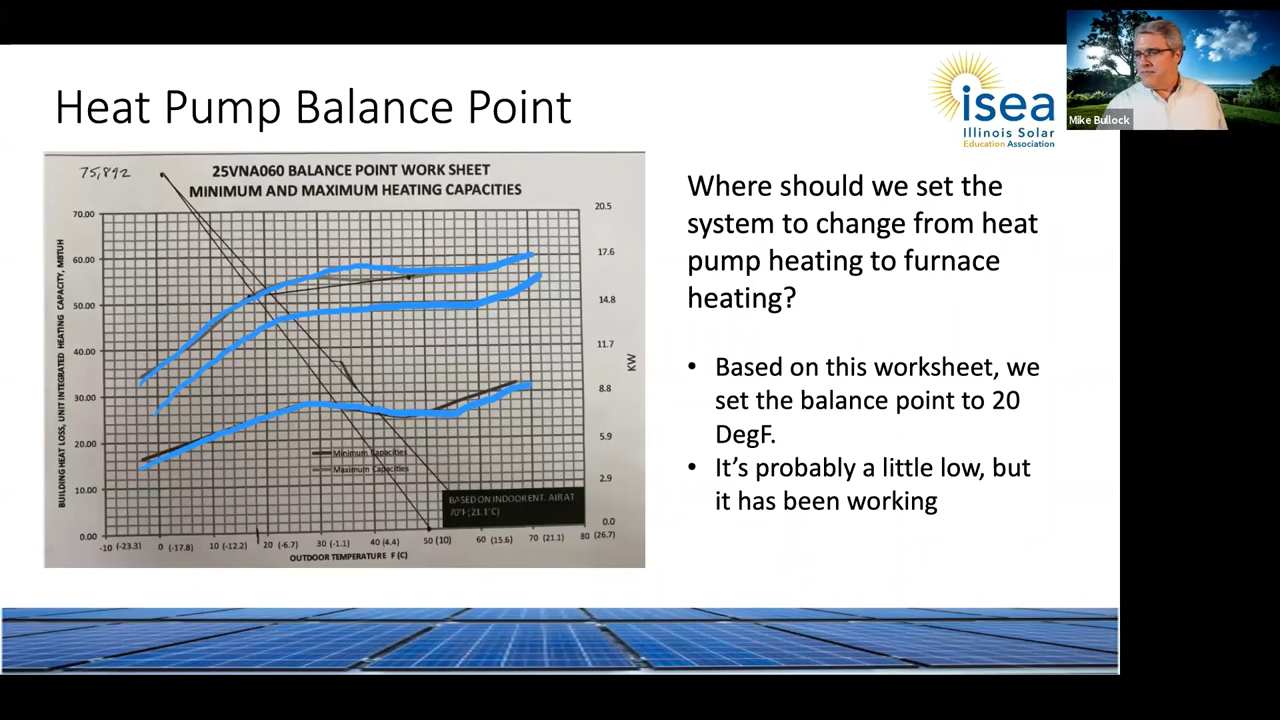 Heat Pump Balance Point
isea
Illinois Solar
Education Association
Mike Bullock
75,892
25VNA060 BALANCE POINT WORK SHEET
MINIMUM AND MAXIMUM HEATING CAPACITIES
BUILDING HEAT LOSS, UNIT INTEGRATED HEATING CAPACITY, MBTUH
70.00
60.00
50.00
40.00
30.00
20.00
10.00
0.00
20.5
17.6
14.8
11.7
8.8
5.9
2.9
0.0
KW
Minimum Capacities
Maximum Capacities
BASED ON INDOOR ENT. AIR AT
70°F (21.1°C)
-10 (-23.3) 0 (-17.8) 10 (-12.2) 20 (-6.7) 30 (-1.1) 40 (4.4) 50 (10) 60 (15.6) 70 (21.1) 80 (26.7)
OUTDOOR TEMPERATURE F (C)
Where should we set the
system to change from heat
pump heating to furnace
heating?
• Based on this worksheet, we
set the balance point to 20
DegF.
• It's probably a little low, but
it has been working